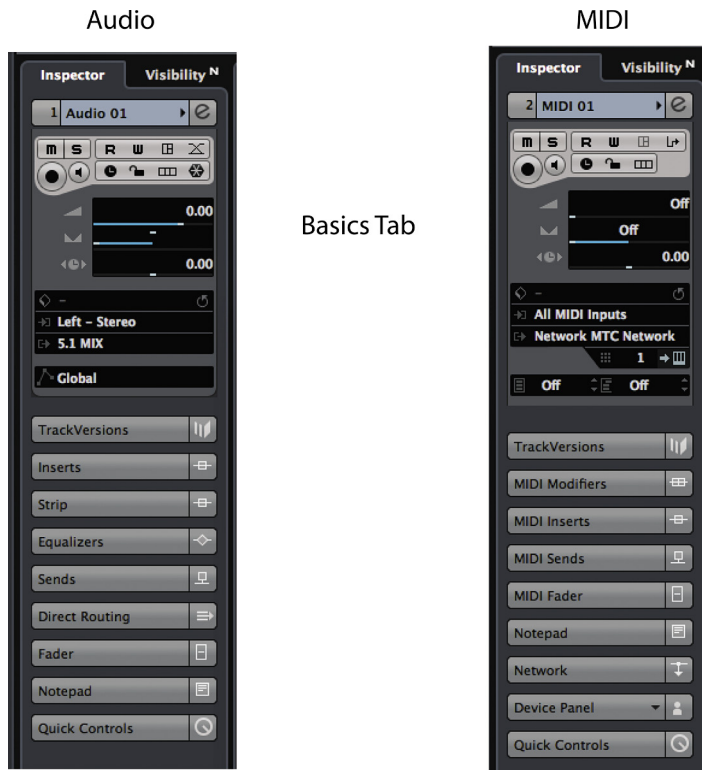 Audio
Inspector Visibility N
1 Audio 01 e
m S R W
0.00
0.00
–
Left – Stereo
5.1 MIX
Global
TrackVersions
Inserts
Strip
Equalizers
Sends
Direct Routing
Fader
Notepad
Quick Controls
Basics Tab
MIDI
Inspector Visibility N
2 MIDI 01 e
m S R W
Off
Off
0.00
–
All MIDI Inputs
Network MTC Network
1
Off Off
TrackVersions
MIDI Modifiers
MIDI Inserts
MIDI Sends
MIDI Fader
Notepad
Network
Device Panel
Quick Controls